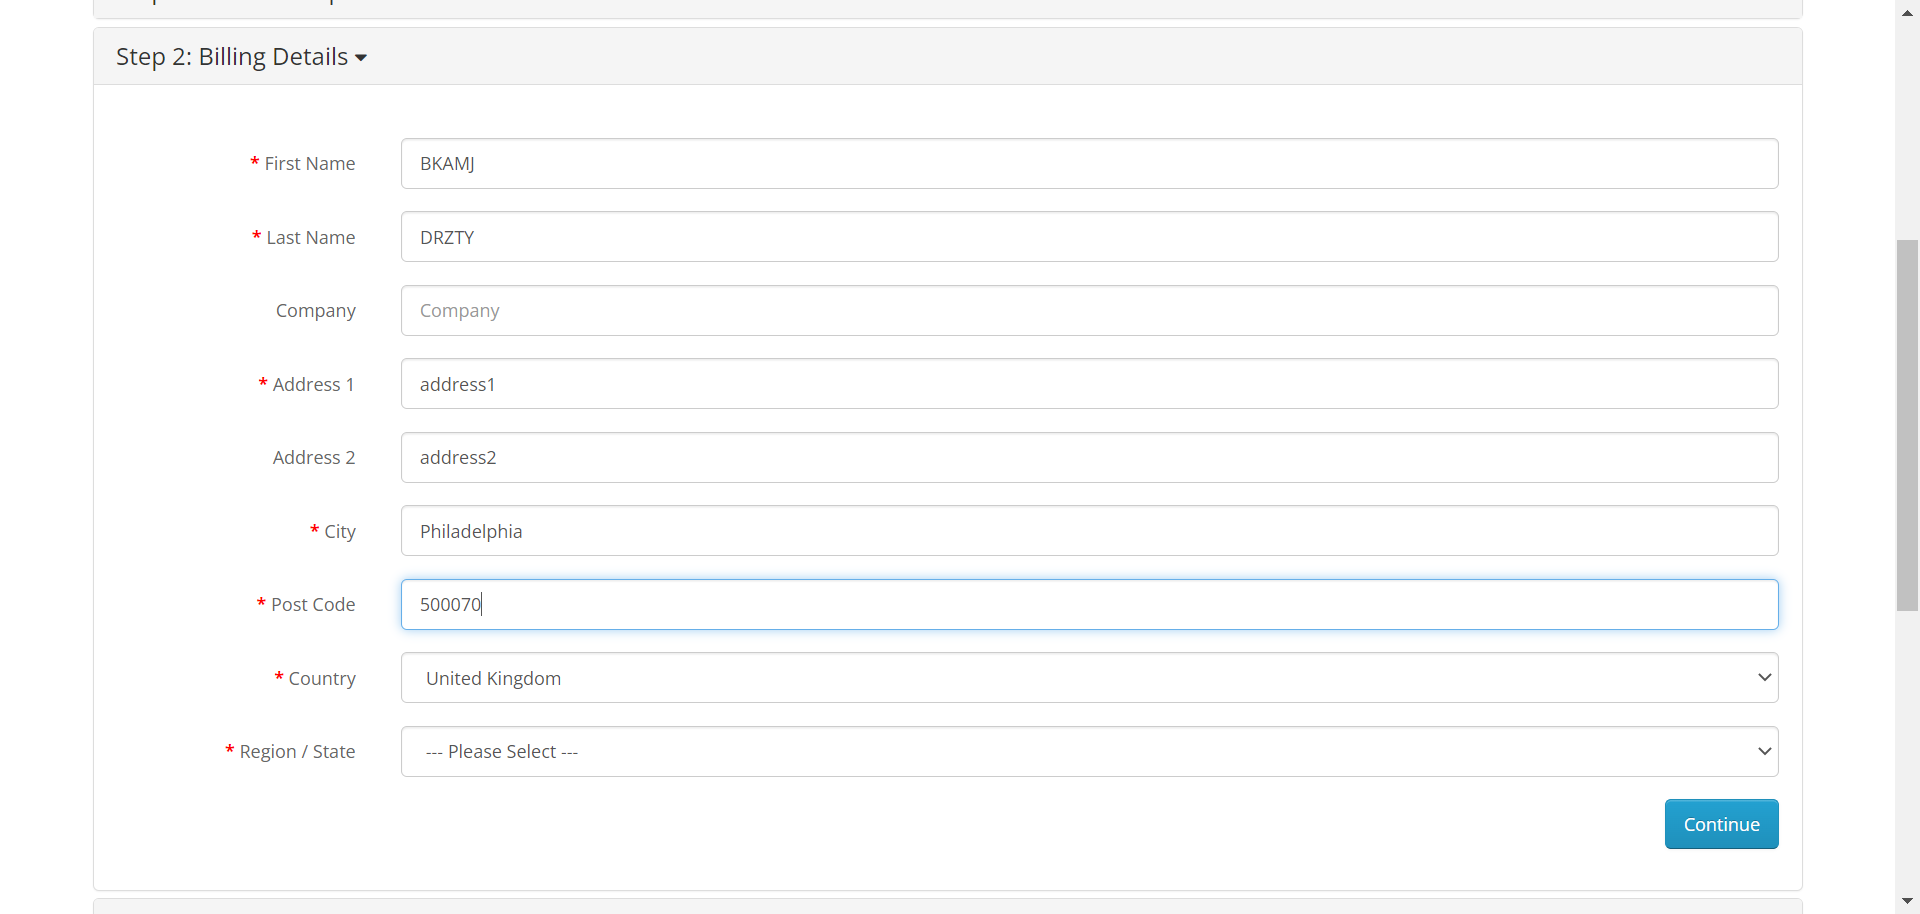 Step 2: Billing Details
* First Name
BKAMJ
* Last Name
DRZTY
Company
Company
* Address 1
address1
Address 2
address2
* City
Philadelphia
* Post Code
500070
* Country
United Kingdom
* Region / State
--- Please Select ---
Continue